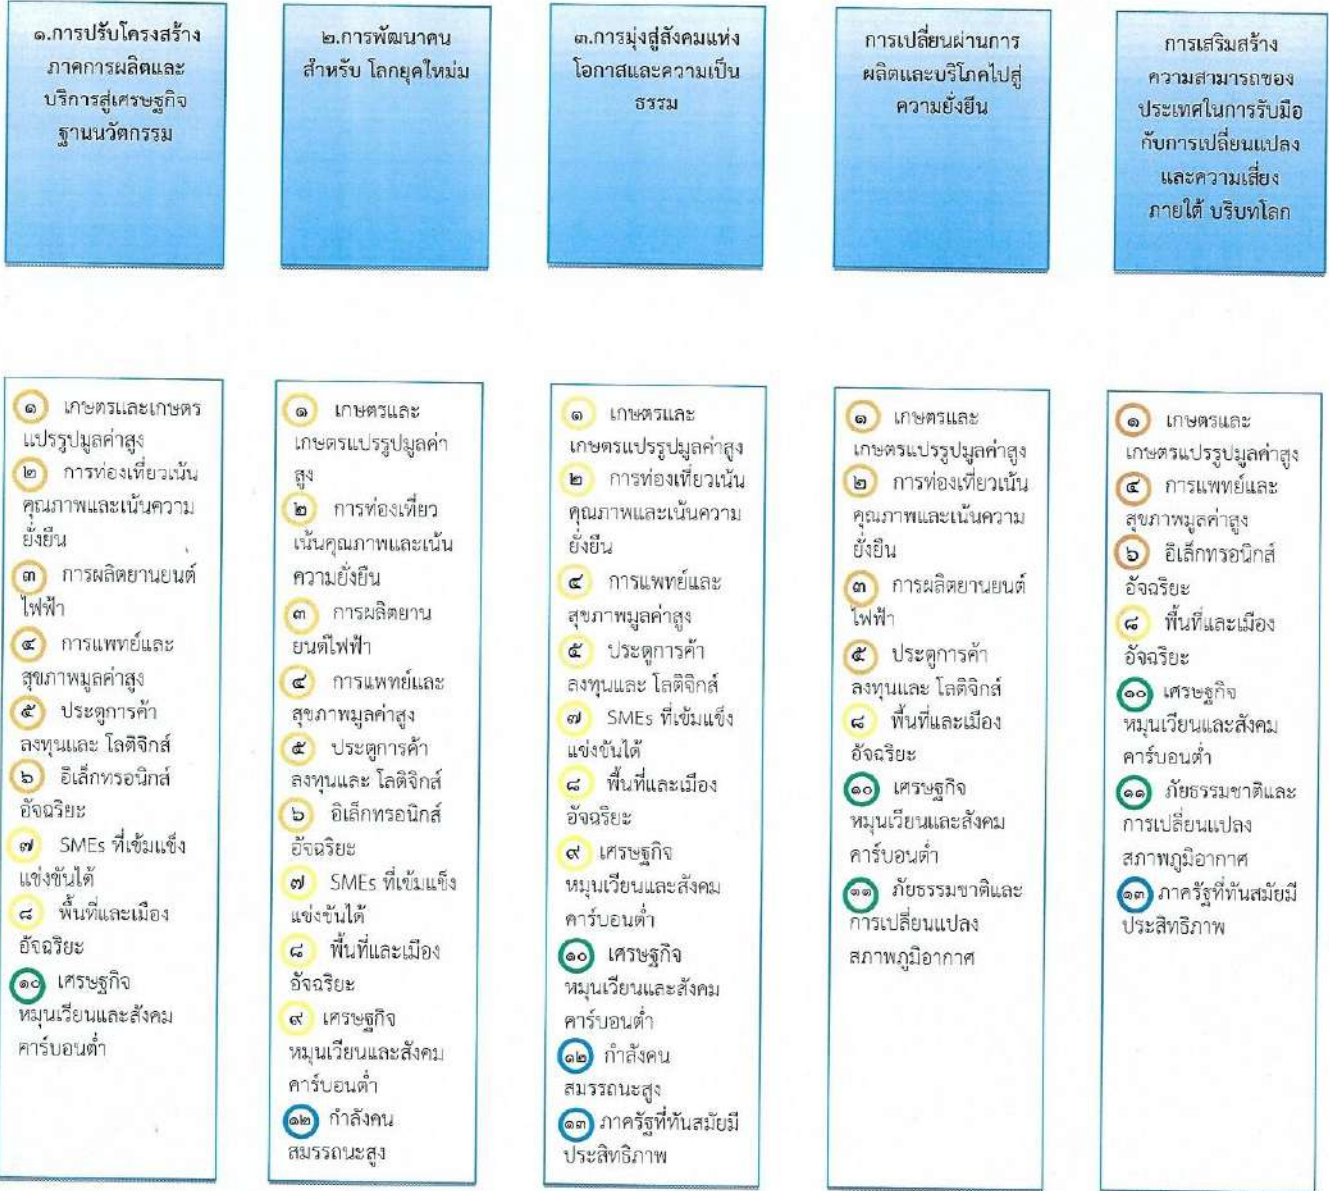 ๑.การปรับโครงสร้าง
ภาคการผลิตและ
บริการสู่เศรษฐกิจ
ฐานนวัตกรรม
๒.การพัฒนาคน
สำหรับ โลกยุคใหม่ม
๓.การมุ่งสู่สังคมแห่ง
โอกาสและความเป็น
ธรรม
การเปลี่ยนผ่านการ
ผลิตและบริโภคไปสู่
ความยั่งยืน
การเสริมสร้าง
ความสามารถของ
ประเทศในการรับมือ
กับการเปลี่ยนแปลง
และความเสี่ยง
ภายใต้ บริบทโลก
๑ เกษตรและเกษตร
แปรรูปมูลค่าสูง
๒ การท่องเที่ยวเน้น
คุณภาพและเน้นความ
ยั่งยืน
๓ การผลิตยานยนต์
ไฟฟ้า
๔ การแพทย์และ
สุขภาพมูลค่าสูง
๕ ประตูการค้า
ลงทุนและ โลติจิกส์
๖ อิเล็กทรอนิกส์
อัจฉริยะ
๗ SMEs ที่เข้มแข็ง
แข่งขันได้
๘ พื้นที่และเมือง
อัจฉริยะ
๑๐ เศรษฐกิจ
หมุนเวียนและสังคม
คาร์บอนต่ำ
๑ เกษตรและ
เกษตรแปรรูปมูลค่า
สูง
๒ การท่องเที่ยว
เน้นคุณภาพและเน้น
ความยั่งยืน
๓ การผลิตยาน
ยนต์ไฟฟ้า
๔ การแพทย์และ
สุขภาพมูลค่าสูง
๕ ประตูการค้า
ลงทุนและ โลติจิกส์
๖ อิเล็กทรอนิกส์
อัจฉริยะ
๗ SMEs ที่เข้มแข็ง
แข่งขันได้
๘ พื้นที่และเมือง
อัจฉริยะ
๙ เศรษฐกิจ
หมุนเวียนและสังคม
คาร์บอนต่ำ
๑๒ กำลังคน
สมรรถนะสูง
๑ เกษตรและ
เกษตรแปรรูปมูลค่าสูง
๒ การท่องเที่ยวเน้น
คุณภาพและเน้นความ
ยั่งยืน
๔ การแพทย์และ
สุขภาพมูลค่าสูง
๕ ประตูการค้า
ลงทุนและ โลติจิกส์
๗ SMEs ที่เข้มแข็ง
แข่งขันได้
๘ พื้นที่และเมือง
อัจฉริยะ
๙ เศรษฐกิจ
หมุนเวียนและสังคม
คาร์บอนต่ำ
๑๐ เศรษฐกิจ
หมุนเวียนและสังคม
คาร์บอนต่ำ
๑๒ กำลังคน
สมรรถนะสูง
๑๓ ภาครัฐที่ทันสมัยมี
ประสิทธิภาพ
๑ เกษตรและ
เกษตรแปรรูปมูลค่าสูง
๒ การท่องเที่ยวเน้น
คุณภาพและเน้นความ
ยั่งยืน
๓ การผลิตยานยนต์
ไฟฟ้า
๕ ประตูการค้า
ลงทุนและ โลติจิกส์
๘ พื้นที่และเมือง
อัจฉริยะ
๑๐ เศรษฐกิจ
หมุนเวียนและสังคม
คาร์บอนต่ำ
๑๑ ภัยธรรมชาติและ
การเปลี่ยนแปลง
สภาพภูมิอากาศ
๑ เกษตรและ
เกษตรแปรรูปมูลค่าสูง
๔ การแพทย์และ
สุขภาพมูลค่าสูง
๖ อิเล็กทรอนิกส์
อัจฉริยะ
๘ พื้นที่และเมือง
อัจฉริยะ
๑๐ เศรษฐกิจ
หมุนเวียนและสังคม
คาร์บอนต่ำ
๑๑ ภัยธรรมชาติและ
การเปลี่ยนแปลง
สภาพภูมิอากาศ
๑๓ ภาครัฐที่ทันสมัยมี
ประสิทธิภาพ